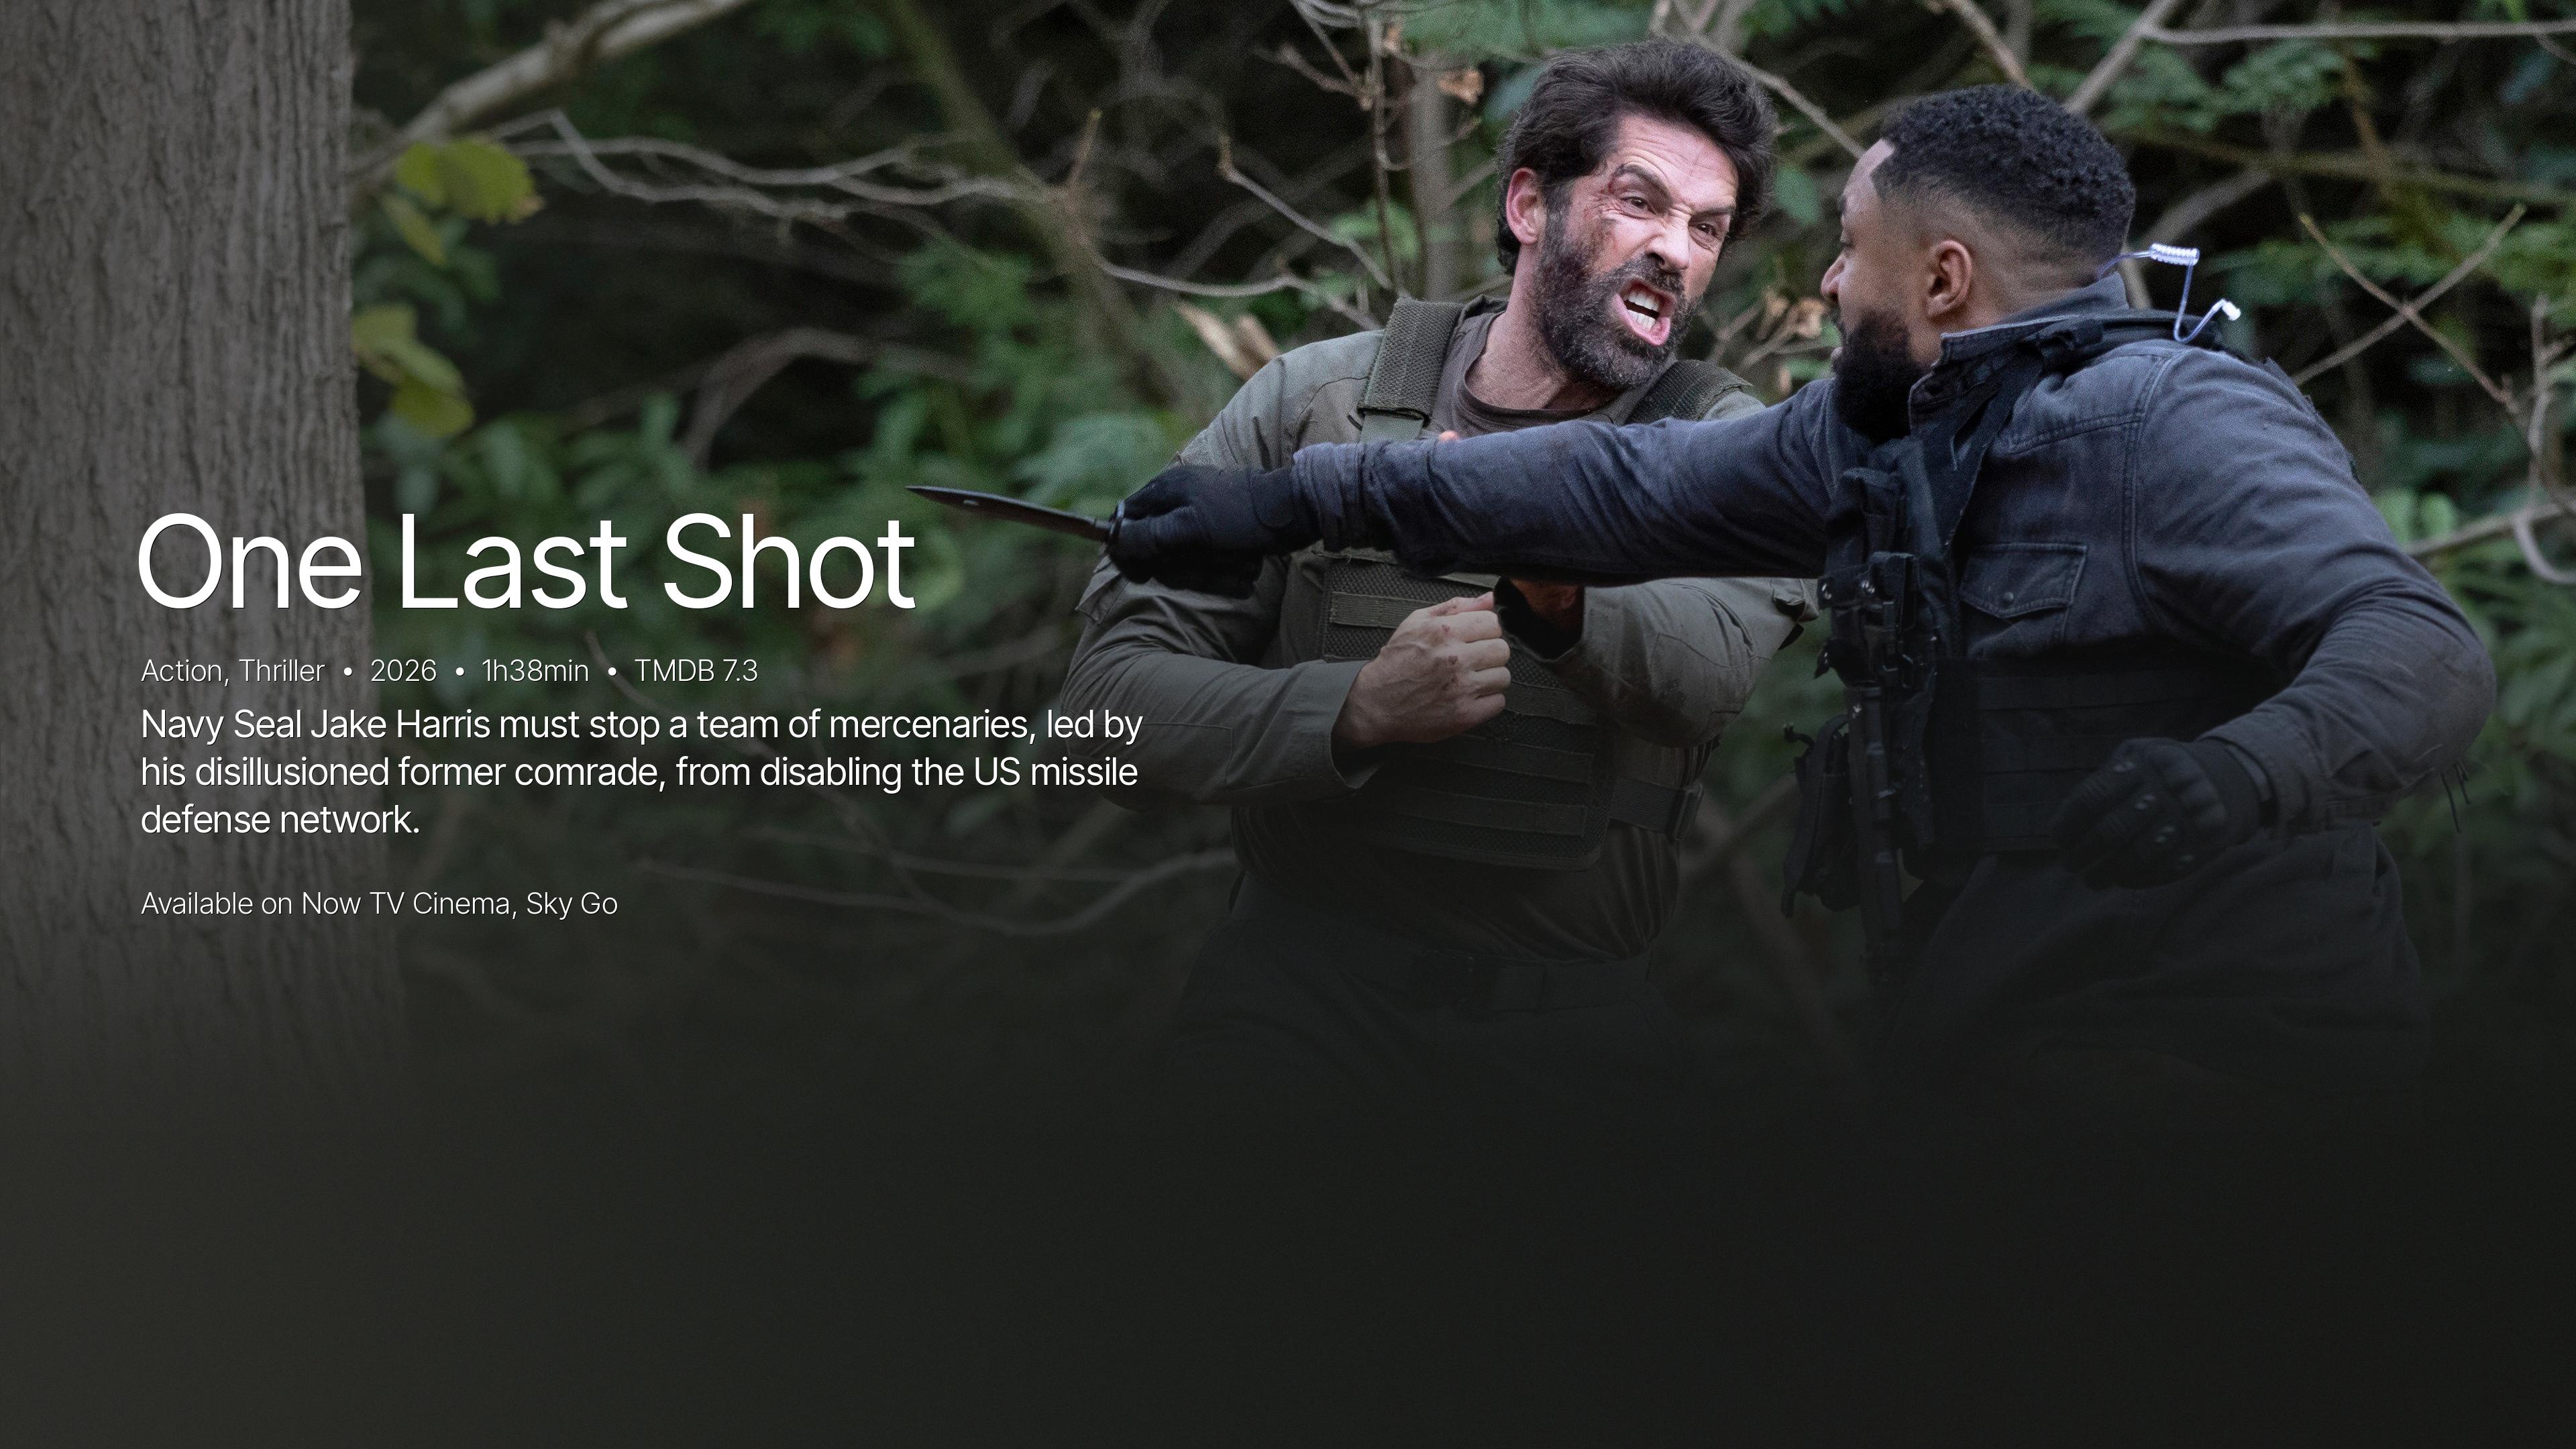 One Last Shot
Action, Thriller • 2026 • 1h38min • TMDB 7.3
Navy Seal Jake Harris must stop a team of mercenaries, led by
his disillusioned former comrade, from disabling the US missile
defense network.
Available on Now TV Cinema, Sky Go